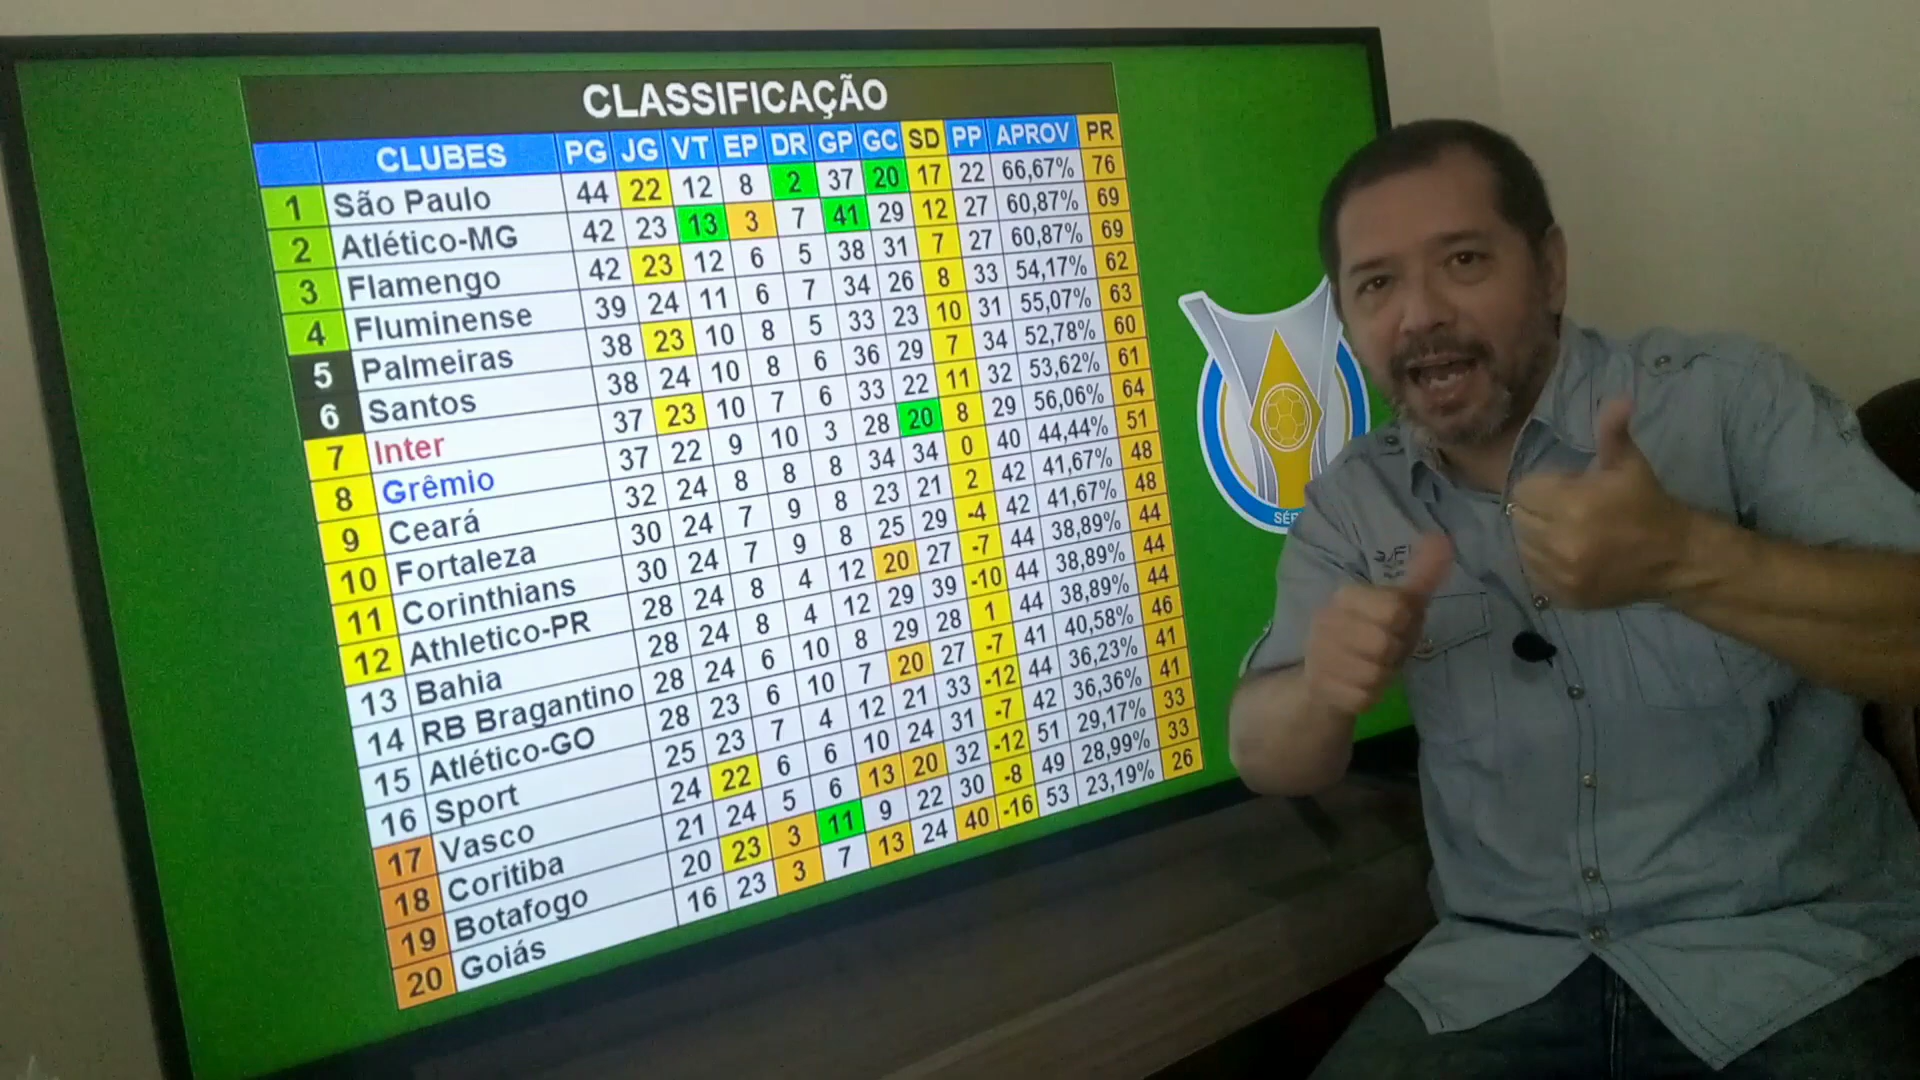 CLASSIFICAÇÃO
CLUBES PG JG VT EP DR GP GC SD PP APROV PR
1 São Paulo 44 22 12 8 2 37 20 17 22 66,67% 76
2 Atlético-MG 42 23 13 3 7 41 29 12 27 60,87% 69
3 Flamengo 42 23 12 6 5 38 31 7 27 60,87% 69
4 Fluminense 39 24 11 6 7 34 26 8 33 54,17% 62
5 Palmeiras 38 23 10 8 5 33 23 10 31 55,07% 63
6 Santos 38 24 10 8 6 36 29 7 34 52,78% 60
7 Inter 37 23 10 7 6 33 22 11 32 53,62% 61
8 Grêmio 37 22 9 10 3 28 20 8 29 56,06% 64
9 Ceará 32 24 8 8 8 34 34 0 40 44,44% 51
10 Fortaleza 30 24 7 9 8 23 21 2 42 41,67% 48
11 Corinthians 30 24 7 9 8 25 29 -4 42 41,67% 48
12 Athletico-PR 28 24 8 4 12 20 27 -7 44 38,89% 44
13 Bahia 28 24 8 4 12 29 39 -10 44 38,89% 44
14 RB Bragantino 28 24 6 10 8 29 28 1 44 38,89% 44
15 Atlético-GO 28 23 6 10 7 20 27 -7 41 40,58% 46
16 Sport 25 23 7 4 12 21 33 -12 44 36,23% 41
17 Vasco 24 22 6 6 10 24 31 -7 42 36,36% 41
18 Coritiba 21 24 5 6 13 20 32 -12 51 29,17% 33
19 Botafogo 20 23 3 11 9 22 30 -8 49 28,99% 33
20 Goiás 16 23 3 7 13 24 40 -16 53 23,19% 26